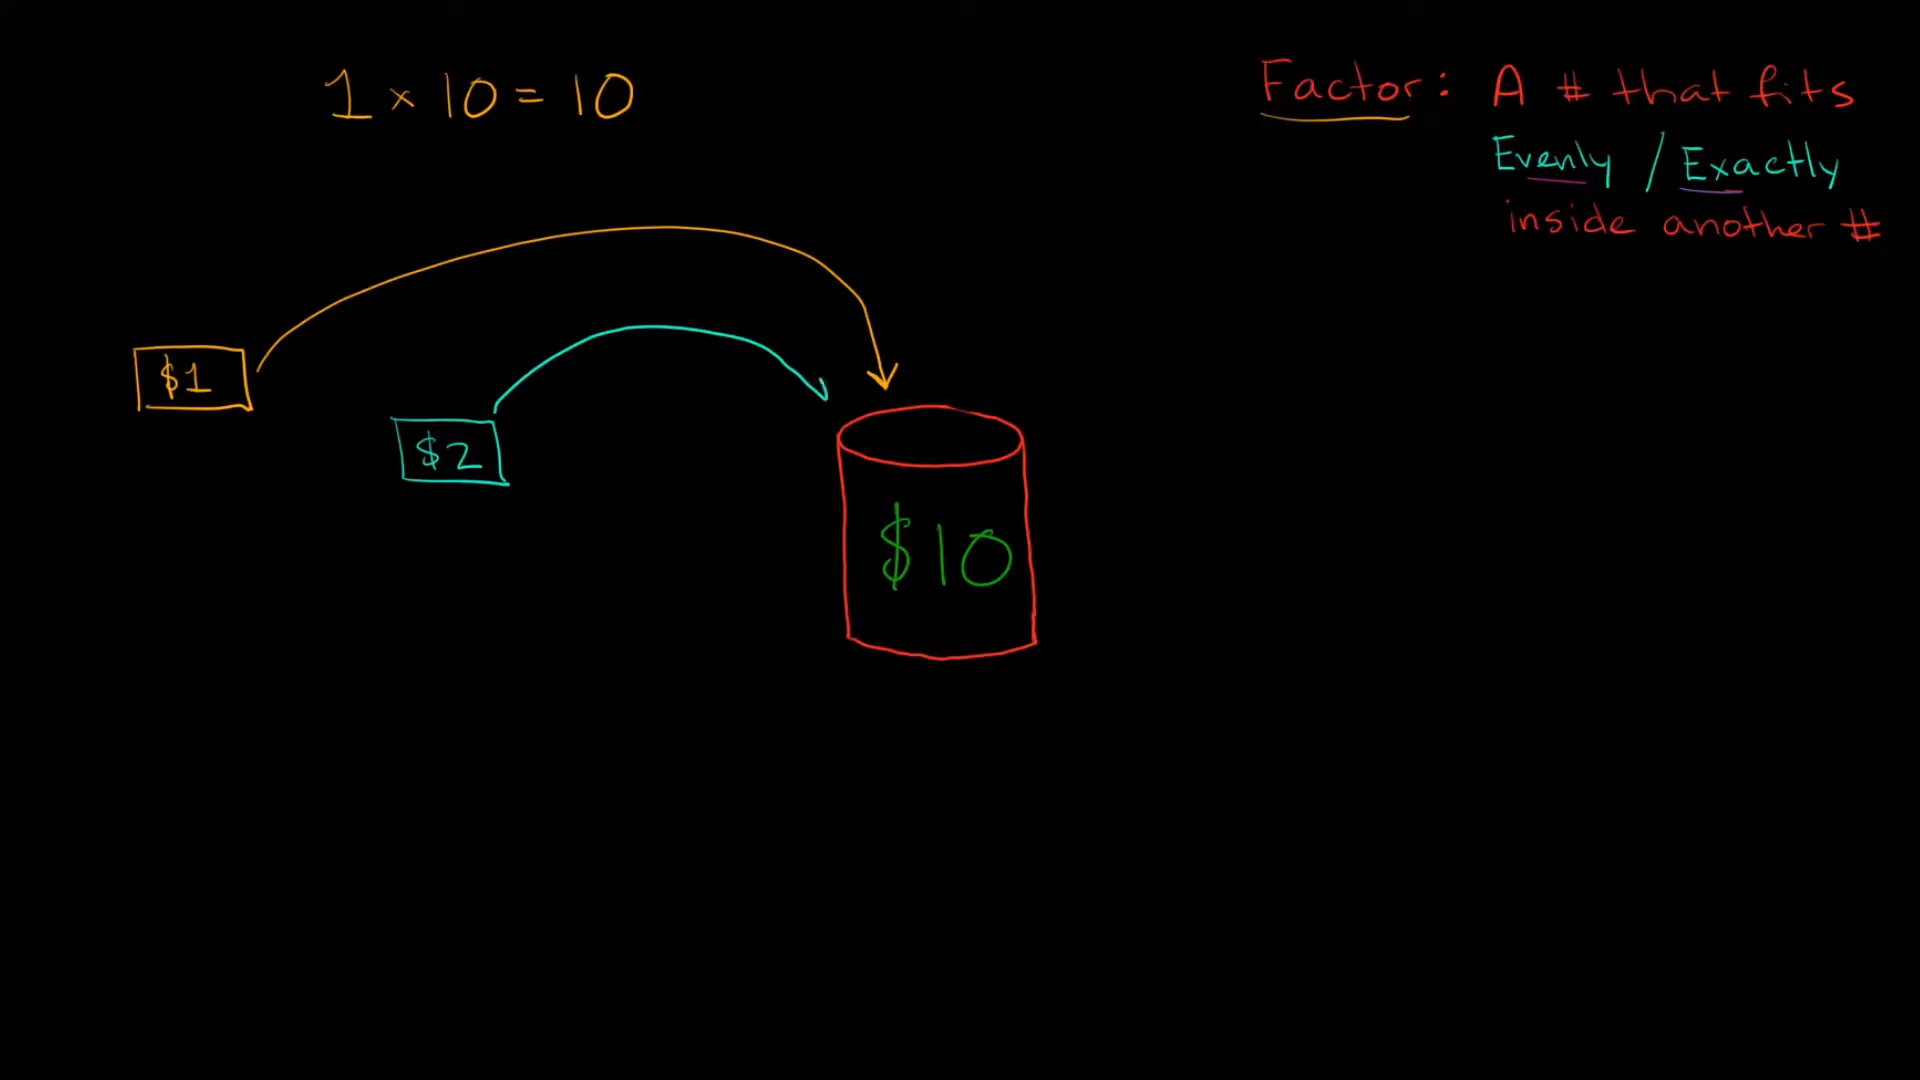 1 × 10 = 10
Factor: A # that fits
Evenly / Exactly
inside another #
$1
$2
$10